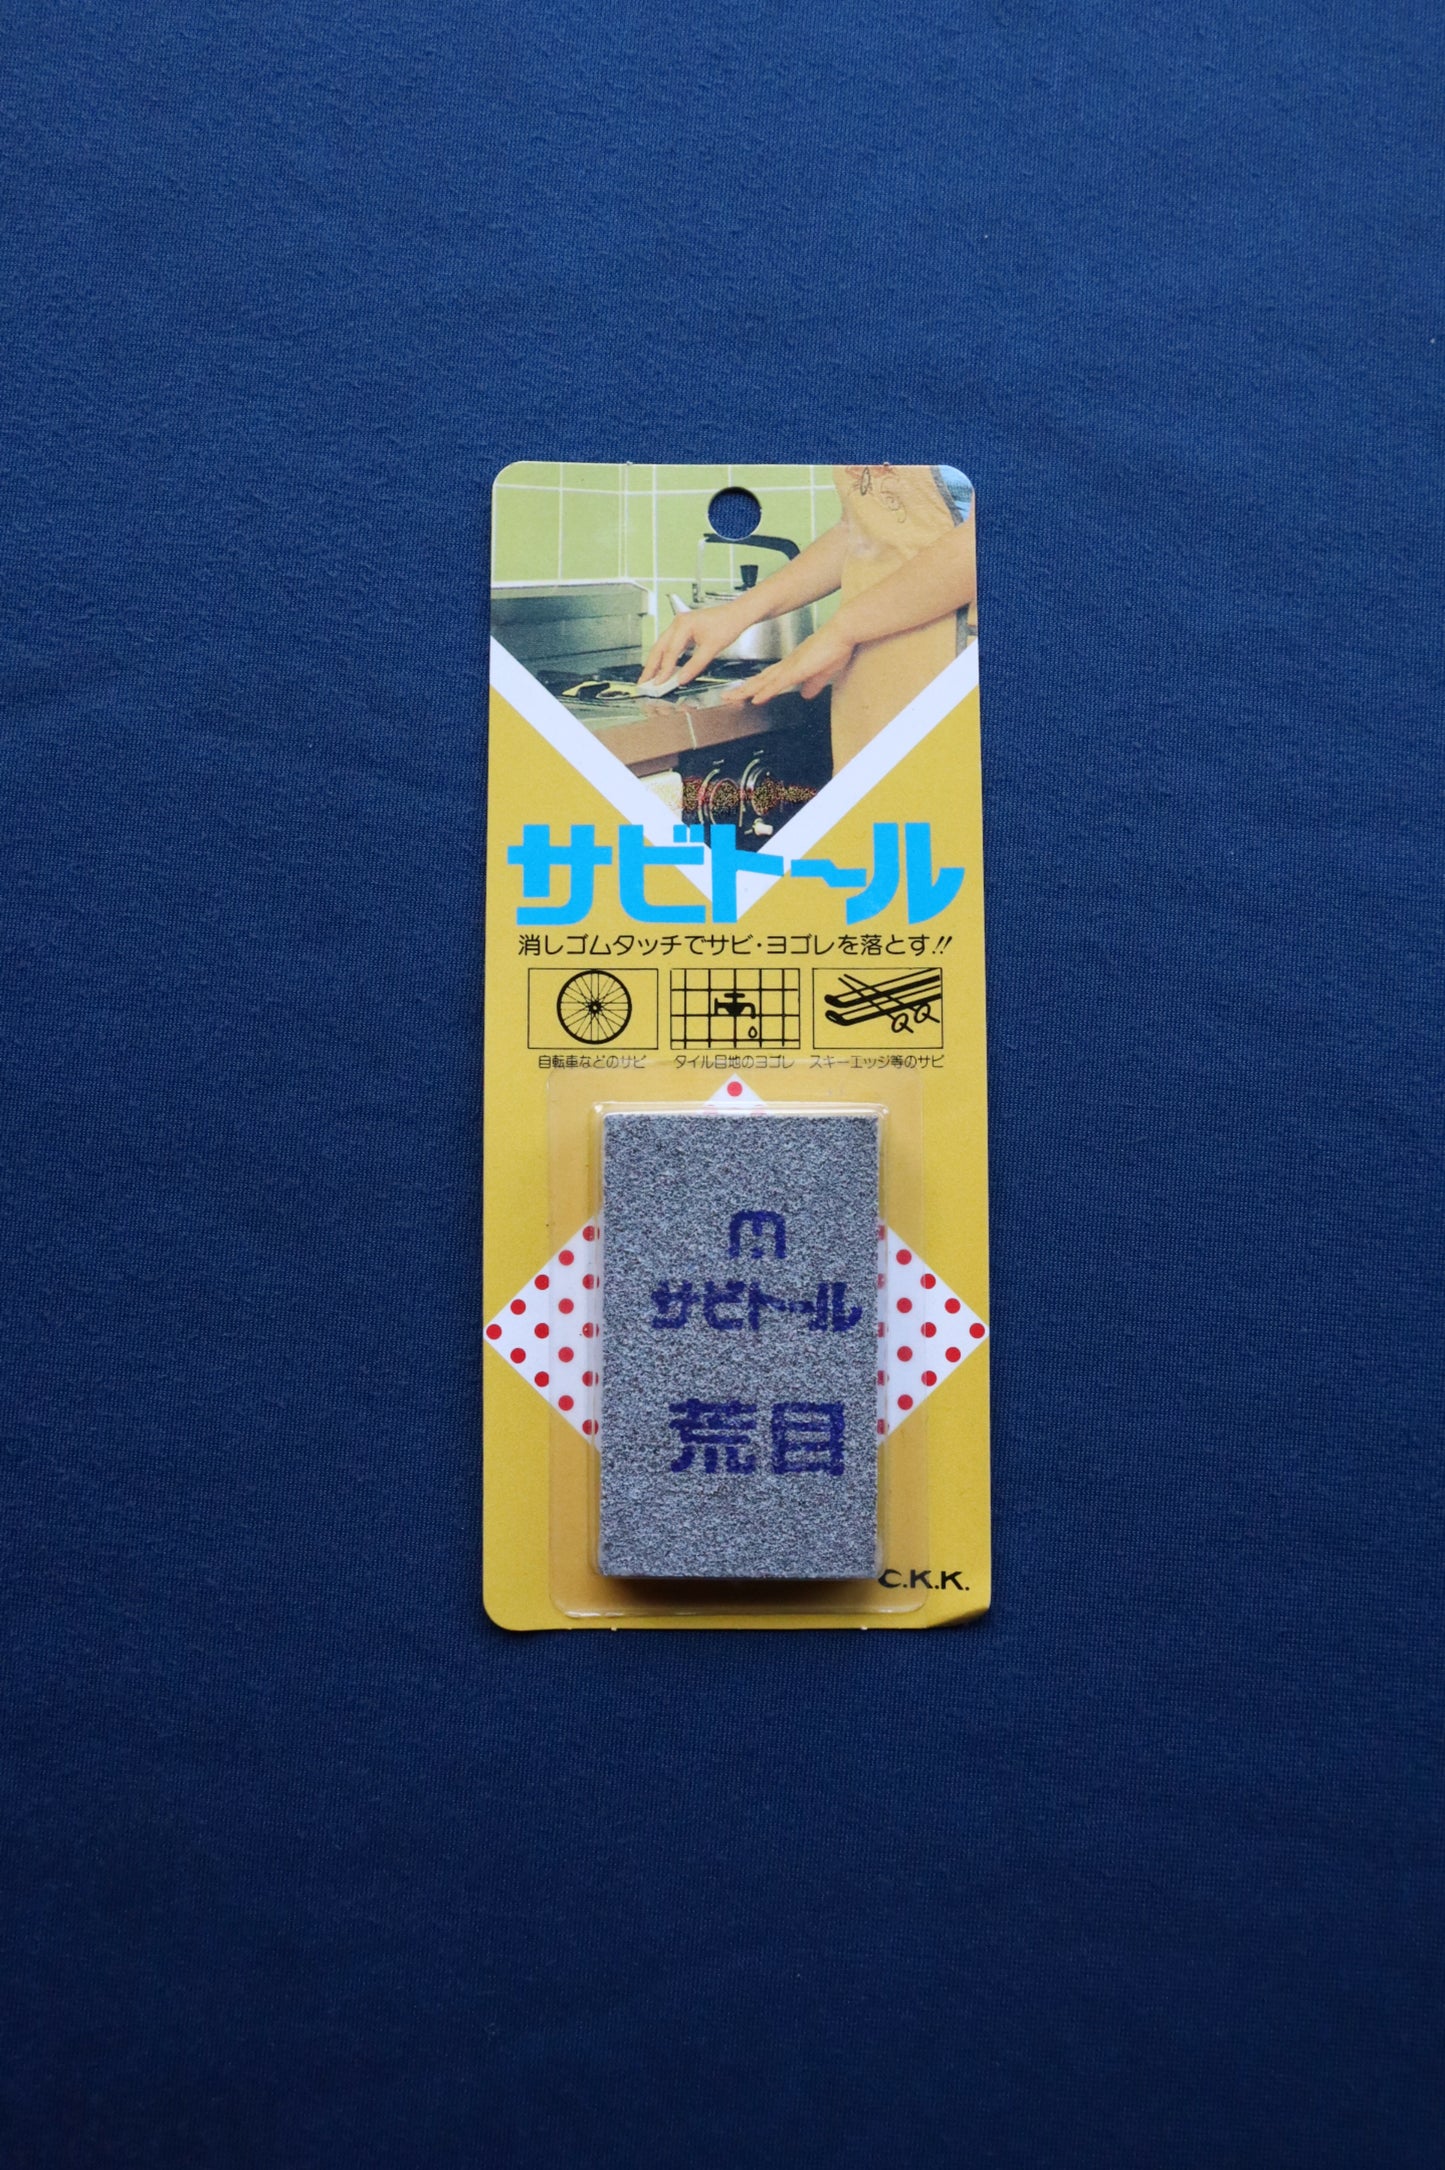 サビトール
消しゴムタッチでサビ・ヨゴレを落とす!!
自転車などのサビ タイル目地のヨゴレ スキーエッジ等のサビ
サビトール
荒目
C.K.K.